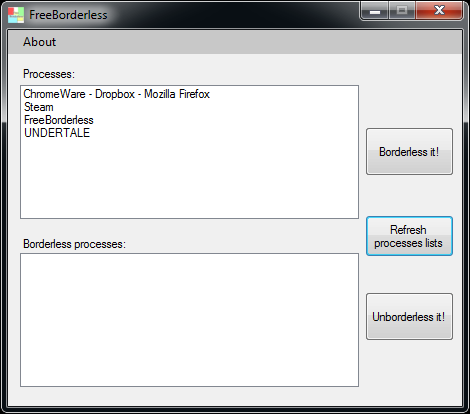 FreeBorderless
About
Processes:
ChromeWare - Dropbox - Mozilla Firefox
Steam
FreeBorderless
UNDERTALE
Borderless it!
Refresh
processes lists
Borderless processes:
Unborderless it!